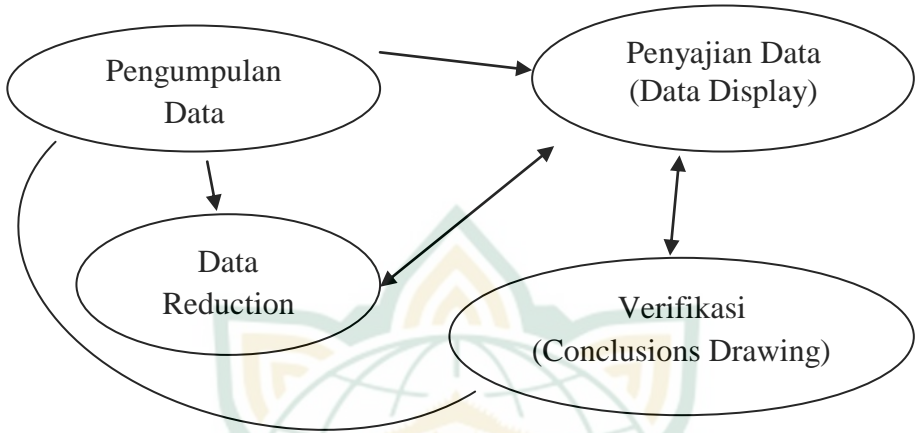 Pengumpulan
Data
Penyajian Data
(Data Display)
Data
Reduction
Verifikasi
(Conclusions Drawing)